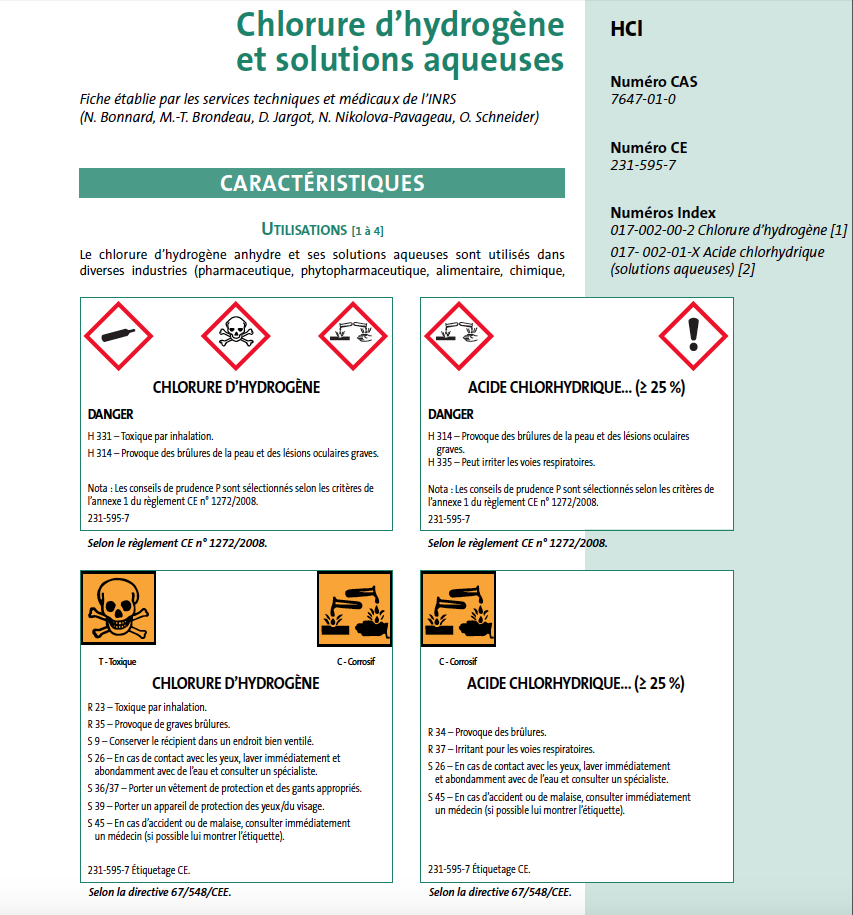 Chlorure d’hydrogène
et solutions aqueuses
Fiche établie par les services techniques et médicaux de l’INRS
(N. Bonnard, M.-T. Brondeau, D. Jargot, N. Nikolova-Pavageau, O. Schneider)
CARACTÉRISTIQUES
UTILISATIONS [1 à 4]
Le chlorure d’hydrogène anhydre et ses solutions aqueuses sont utilisés dans
diverses industries (pharmaceutique, phytopharmaceutique, alimentaire, chimique,
HCl
Numéro CAS
7647-01-0
Numéro CE
231-595-7
Numéros Index
017-002-00-2 Chlorure d’hydrogène [1]
017- 002-01-X Acide chlorhydrique
(solutions aqueuses) [2]
CHLORURE D’HYDROGÈNE
DANGER
H 331 – Toxique par inhalation.
H 314 – Provoque des brûlures de la peau et des lésions oculaires graves.
Nota : Les conseils de prudence P sont sélectionnés selon les critères de
l’annexe 1 du règlement CE n° 1272/2008.
231-595-7
Selon le règlement CE n° 1272/2008.
ACIDE CHLORHYDRIQUE... (≥ 25 %)
DANGER
H 314 – Provoque des brûlures de la peau et des lésions oculaires
graves.
H 335 – Peut irriter les voies respiratoires.
Nota : Les conseils de prudence P sont sélectionnés selon les critères de
l’annexe 1 du règlement CE n° 1272/2008.
231-595-7
Selon le règlement CE n° 1272/2008.
T - Toxique
C - Corrosif
CHLORURE D’HYDROGÈNE
R 23 – Toxique par inhalation.
R 35 – Provoque de graves brûlures.
S 9 – Conserver le récipient dans un endroit bien ventilé.
S 26 – En cas de contact avec les yeux, laver immédiatement et
abondamment avec de l’eau et consulter un spécialiste.
S 36/37 – Porter un vêtement de protection et des gants appropriés.
S 39 – Porter un appareil de protection des yeux/du visage.
S 45 – En cas d’accident ou de malaise, consulter immédiatement
un médecin (si possible lui montrer l’étiquette).
231-595-7 Étiquetage CE.
Selon la directive 67/548/CEE.
C - Corrosif
ACIDE CHLORHYDRIQUE... (≥ 25 %)
R 34 – Provoque des brûlures.
R 37 – Irritant pour les voies respiratoires.
S 26 – En cas de contact avec les yeux, laver immédiatement
et abondamment avec de l’eau et consulter un spécialiste.
S 45 – En cas d’accident ou de malaise, consulter immédiatement
un médecin (si possible lui montrer l’étiquette).
231-595-7 Étiquetage CE.
Selon la directive 67/548/CEE.